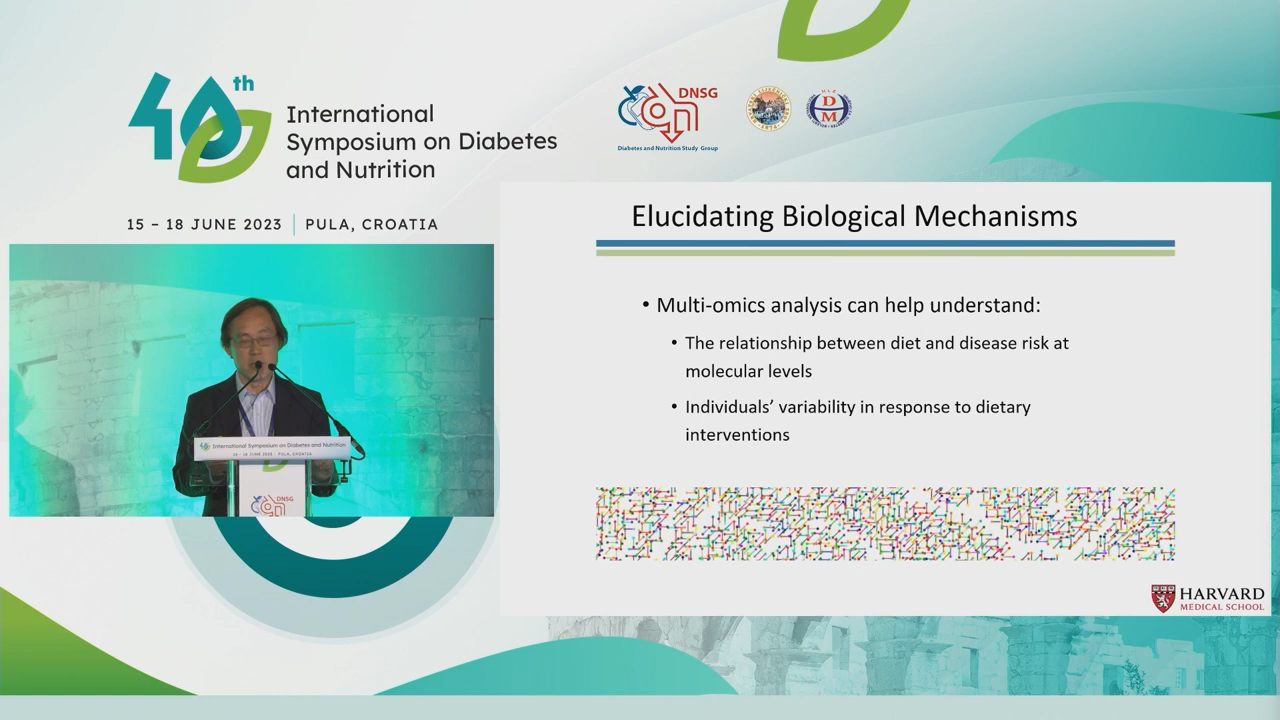 40th
International
Symposium on Diabetes
and Nutrition
15 – 18 JUNE 2023 | PULA, CROATIA
DNSG
Diabetes and Nutrition Study Group
DM
Elucidating Biological Mechanisms
• Multi-omics analysis can help understand:
• The relationship between diet and disease risk at
molecular levels
• Individuals’ variability in response to dietary
interventions
HARVARD
MEDICAL SCHOOL
International Symposium on Diabetes and Nutrition
15 – 18 JUNE 2023 | PULA, CROATIA
DNSG